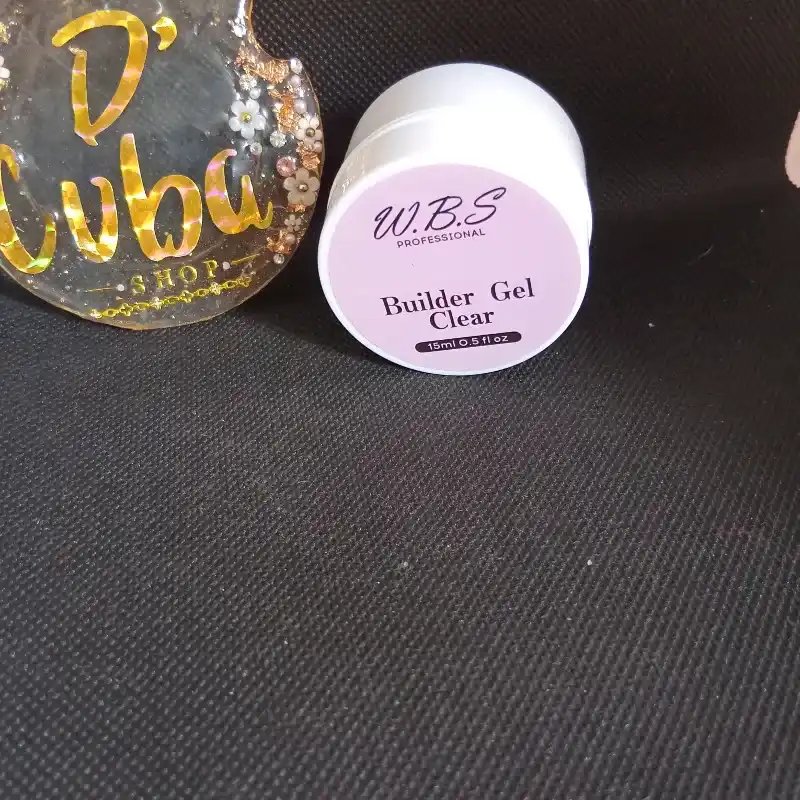 D'
Cuba
SHOP
W.B.S
PROFESSIONAL
Builder Gel
Clear
15ml 0.5 fl oz